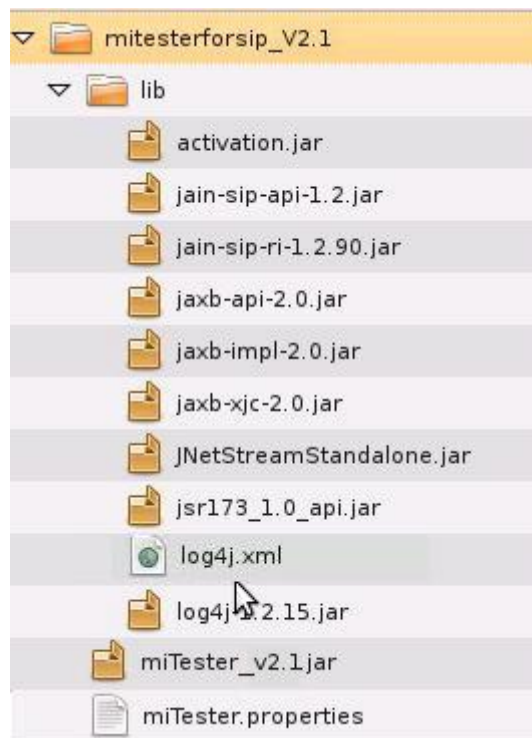 mitesterforsip_V2.1
lib
activation.jar
jain-sip-api-1.2.jar
jain-sip-ri-1.2.90.jar
jaxb-api-2.0.jar
jaxb-impl-2.0.jar
jaxb-xjc-2.0.jar
JNetStreamStandalone.jar
jsr173_1.0_api.jar
log4j.xml
log4j-1.2.15.jar
miTester_v2.1jar
miTester.properties